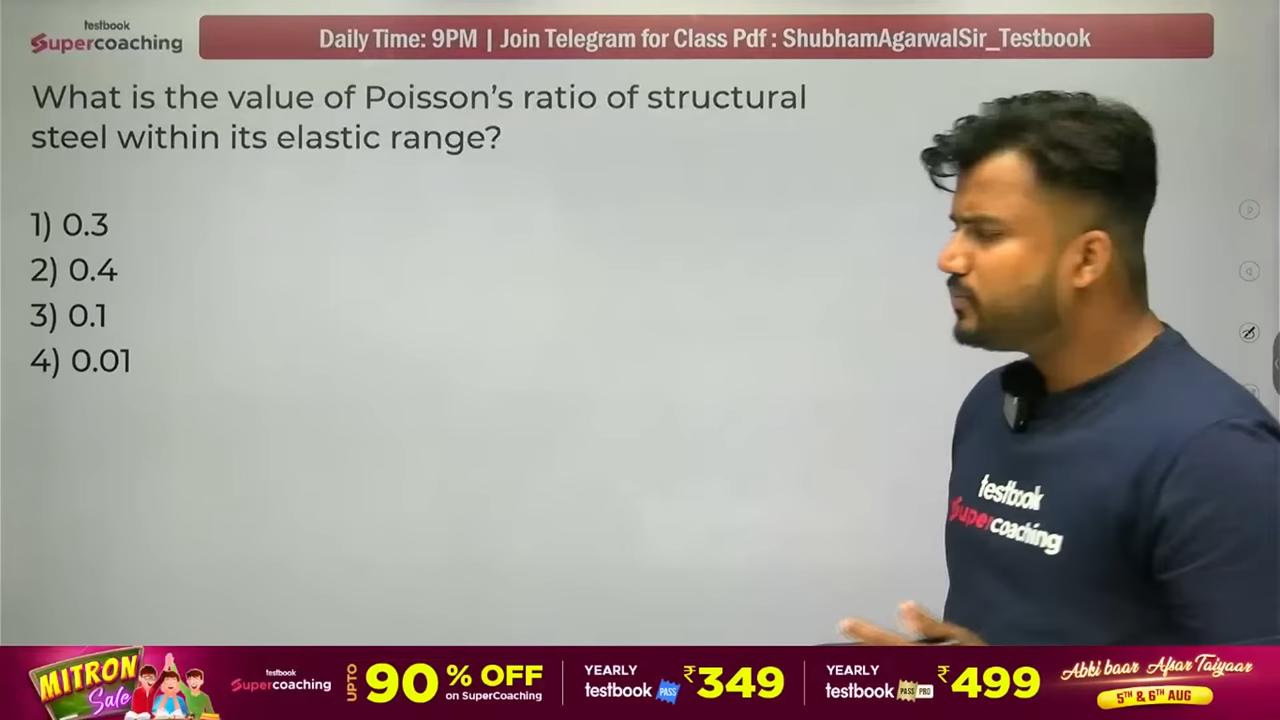 testbook
Supercoaching
Daily Time: 9PM | Join Telegram for Class Pdf : ShubhamAgarwalSir_Testbook
What is the value of Poisson's ratio of structural
steel within its elastic range?
1) 0.3
2) 0.4
3) 0.1
4) 0.01
testbook
Supercoaching
MITRON
Sale
testbook
Supercoaching
UPTO
90 % OFF
on SuperCoaching
YEARLY
testbook PASS
₹349
YEARLY
testbook PASS PRO
₹499
Abki baar Afsar Taiyaar
5TH & 6TH AUG